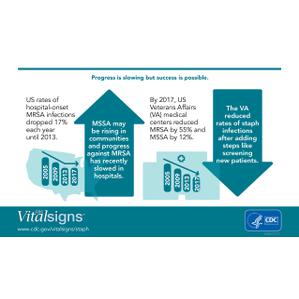 Progress is slowing but success is possible.
US rates of
hospital-onset
MRSA infections
dropped 17%
each year
until 2013.
MSSA may
be rising in
communities
and progress
against MRSA
has recently
slowed in
hospitals.
2005
2009
2013
2017
By 2017, US
Veterans Affairs
(VA) medical
centers reduced
MRSA by 55% and
MSSA by 12%.
2005
2009
2013
2017
The VA
reduced
rates of staph
infections
after adding
steps like
screening
new patients.
Vitalsigns
www.cdc.gov/vitalsigns/staph
CDC